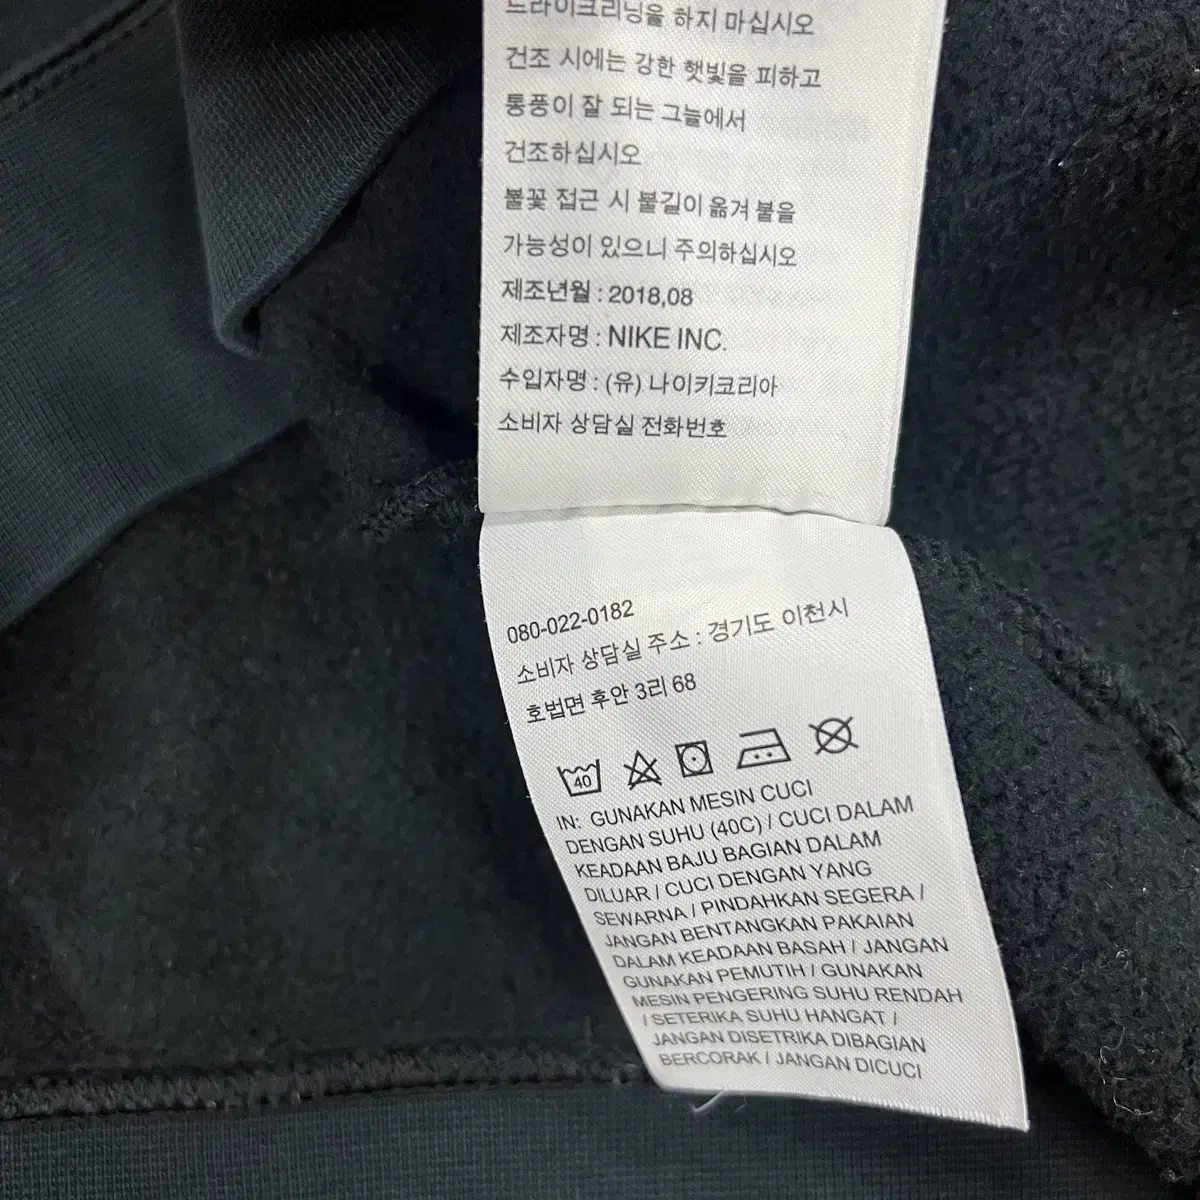 드라이크리닝을 하지 마십시오
건조 시에는 강한 햇빛을 피하고
통풍이 잘 되는 그늘에서
건조하십시오
불꽃 접근 시 불길이 옮겨 붙을
가능성이 있으니 주의하십시오
제조년월 : 2018,08
제조자명 : NIKE INC.
수입자명 : (유) 나이키코리아
소비자 상담실 전화번호
080-022-0182
소비자 상담실 주소 : 경기도 이천시
호법면 후안 3리 68
40
IN: GUNAKAN MESIN CUCI
DENGAN SUHU (40C) / CUCI DALAM
KEADAAN BAJU BAGIAN DALAM
DILUAR / CUCI DENGAN YANG
SEWARNA / PINDAHKAN SEGERA /
JANGAN BENTANGKAN PAKAIAN
DALAM KEADAAN BASAH / JANGAN
GUNAKAN PEMUTIH / GUNAKAN
MESIN PENGERING SUHU RENDAH
/ SETERIKA SUHU HANGAT /
JANGAN DISETRIKA DIBAGIAN
BERCORAK / JANGAN DICUCI